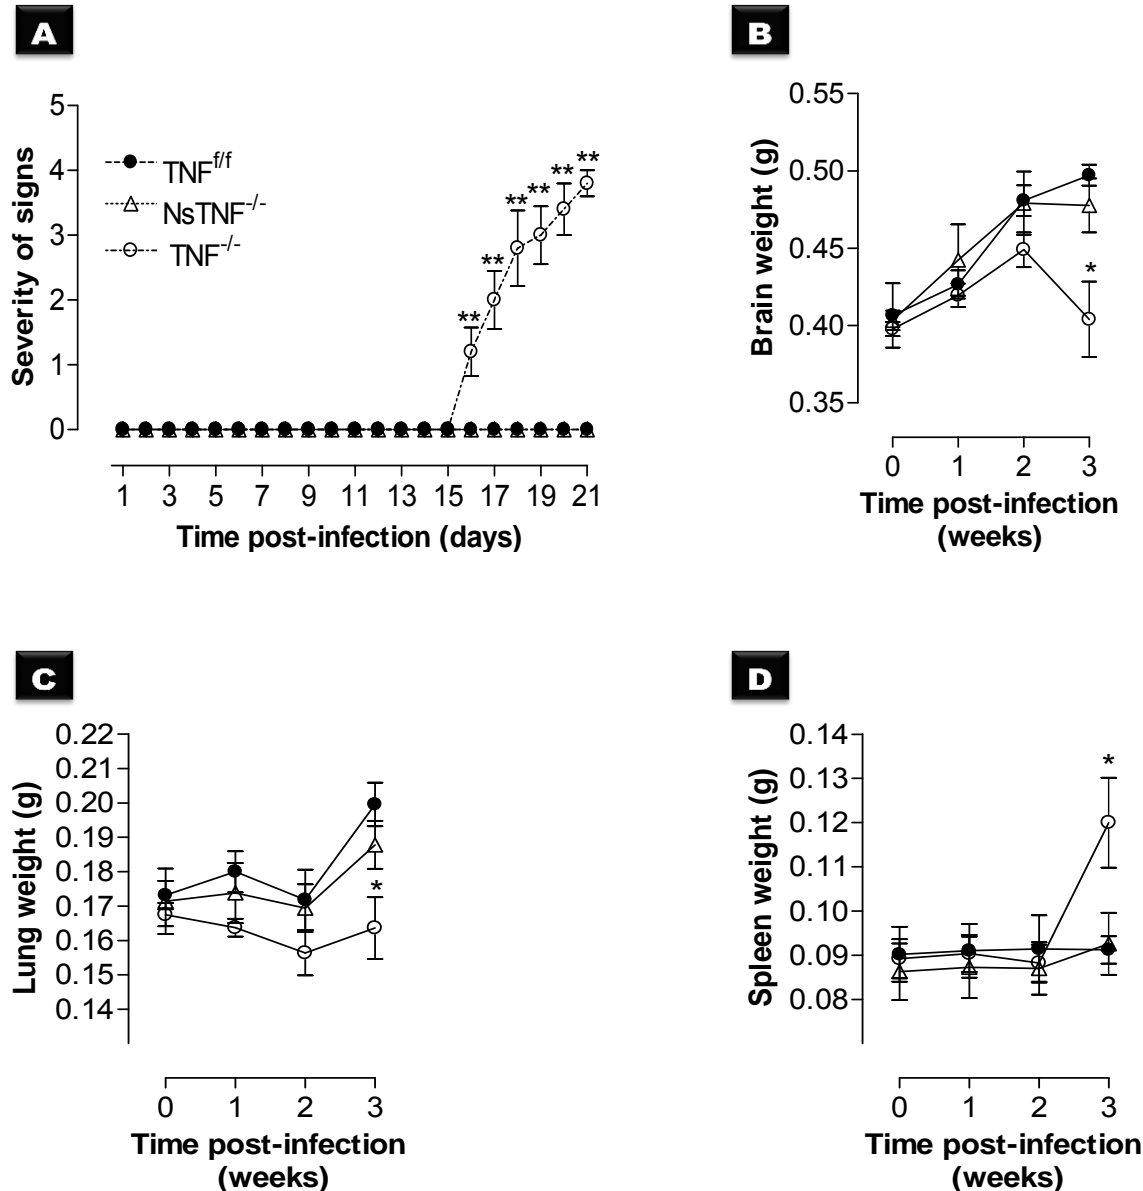 A
5
4
3
2
1
0
Severity of signs
TNF^f/f
NsTNF^-/-
TNF^-/-
**
**
**
**
**
**
1 3 5 7 9 11 13 15 17 19 21
Time post-infection (days)
B
0.55
0.50
0.45
0.40
0.35
Brain weight (g)
*
0 1 2 3
Time post-infection
(weeks)
C
0.22
0.21
0.20
0.19
0.18
0.17
0.16
0.15
0.14
Lung weight (g)
*
0 1 2 3
Time post-infection
(weeks)
D
0.14
0.13
0.12
0.11
0.10
0.09
0.08
Spleen weight (g)
*
0 1 2 3
Time post-infection
(weeks)